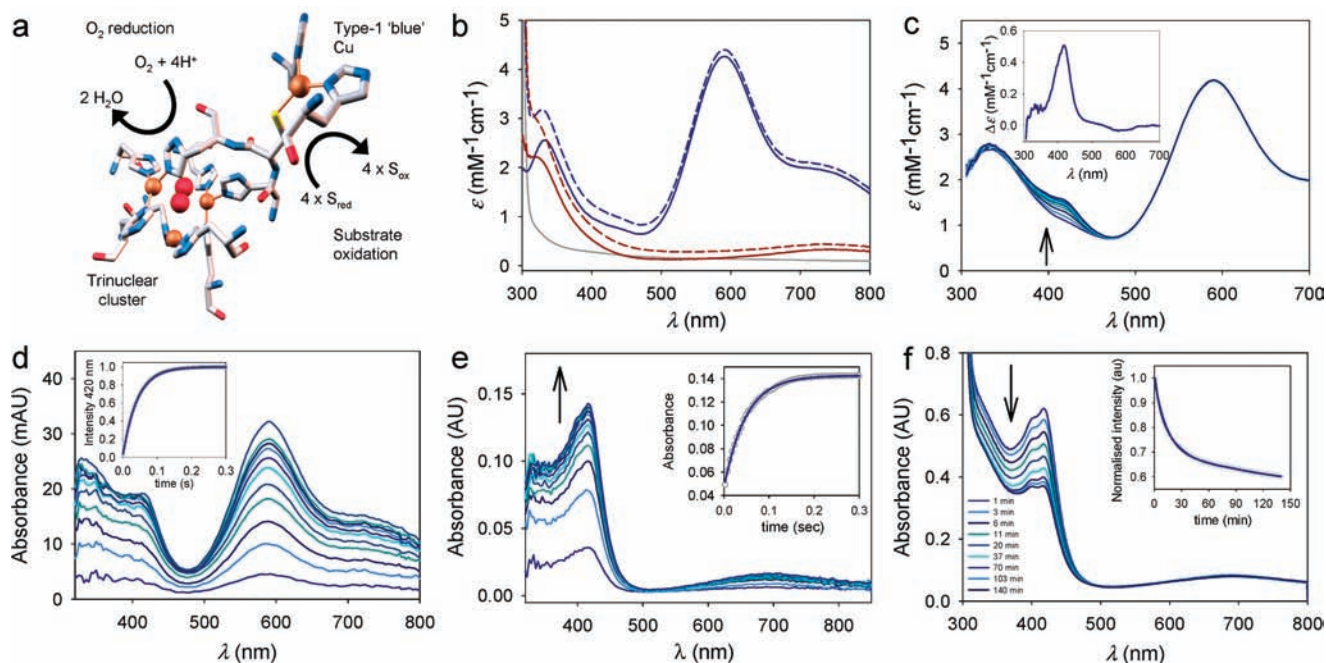 a
O₂ reduction
O₂ + 4H⁺
2 H₂O
Type-1 ‘blue’
Cu
4 x Sox
4 x Sred
Substrate
oxidation
Trinuclear
cluster
b
ε (mM⁻¹cm⁻¹)
5
4
3
2
1
0
300 400 500 600 700 800
λ (nm)
c
ε (mM⁻¹cm⁻¹)
6
5
4
3
2
1
0
300 400 500 600 700
λ (nm)
Δε (mM⁻¹cm⁻¹)
0.6
0.4
0.2
0.0
300 400 500 600 700
λ (nm)
d
Absorbance (mAU)
40
30
20
10
0
400 500 600 700 800
λ (nm)
Intensity 420 nm
1.0
0.8
0.6
0.4
0.2
0.0
0.0 0.1 0.2 0.3
time (s)
e
Absorbance (AU)
0.15
0.10
0.05
0.00
400 500 600 700 800
λ (nm)
Absorbance
0.14
0.12
0.10
0.08
0.06
0.04
0.0 0.1 0.2 0.3
time (sec)
f
Absorbance (AU)
0.8
0.6
0.4
0.2
0.0
300 400 500 600 700 800
λ (nm)
1 min
3 min
6 min
11 min
20 min
37 min
70 min
103 min
140 min
Normalised intensity (au)
1.0
0.9
0.8
0.7
0.6
0 30 60 90 120 150
time (min)